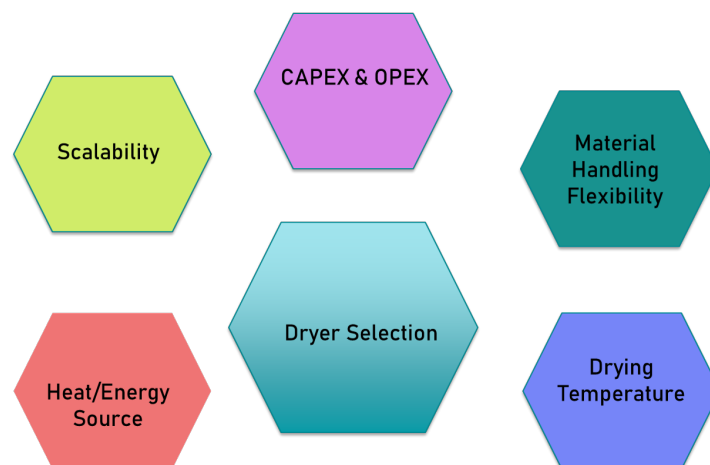 CAPEX & OPEX
Scalability
Material
Handling
Flexibility
Dryer Selection
Heat/Energy
Source
Drying
Temperature